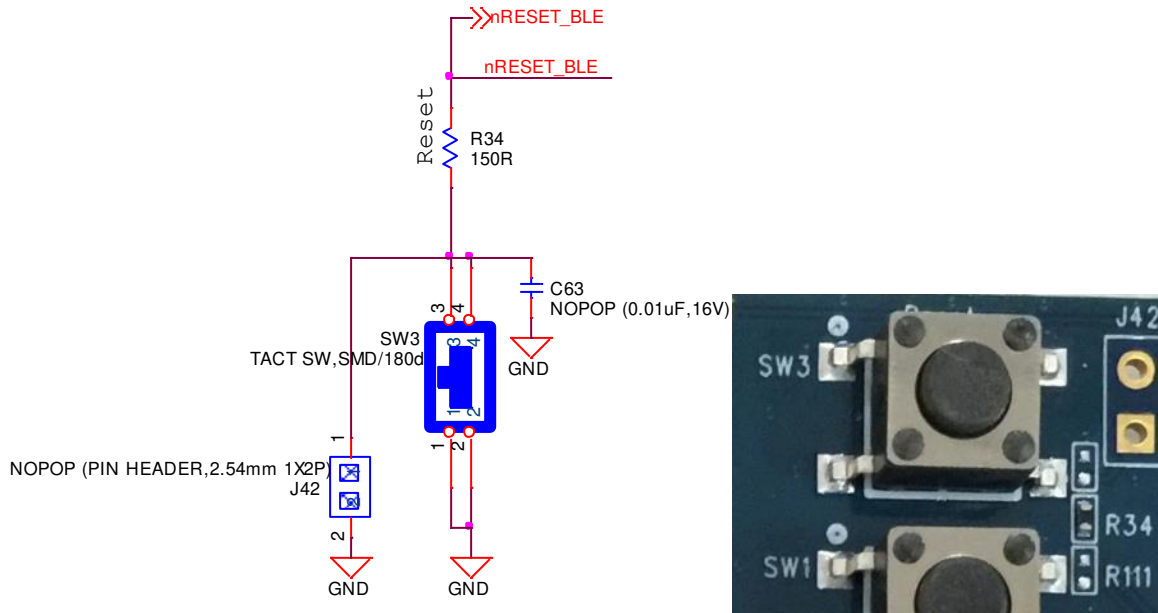 nRESET_BLE
nRESET_BLE
Reset
R34
150R
C63
NOPOP (0.01uF,16V)
GND
3
4
SW3
TACT SW,SMD/180d
3
4
1
2
1
2
1
NOPOP (PIN HEADER,2.54mm 1X2P)
J42
2
GND
GND
J42
SW3
R34
SW1
R111